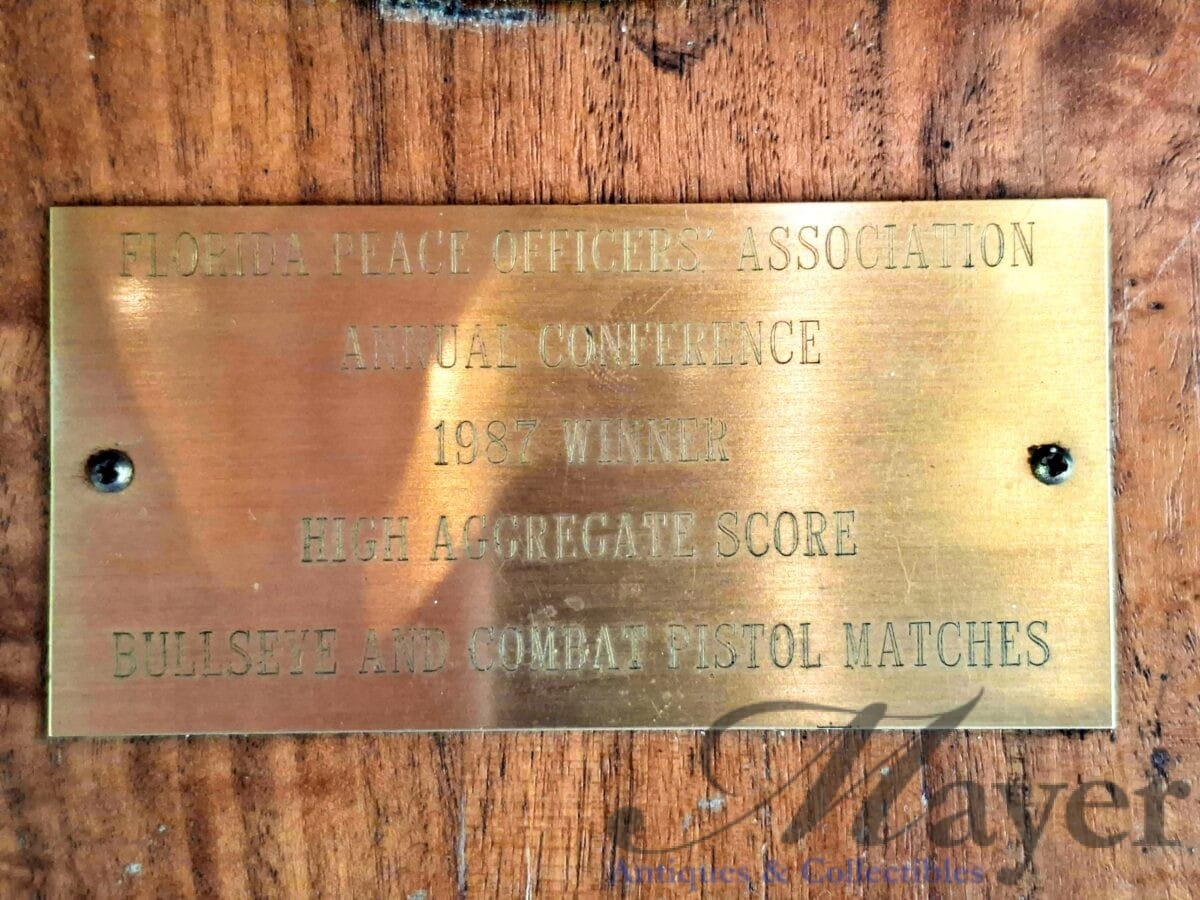 FLORIDA PEACE OFFICERS' ASSOCIATION
ANNUAL CONFERENCE
1987 WINNER
HIGH AGGREGATE SCORE
BULLSEYE AND COMBAT PISTOL MATCHES
Mayer
Antiques & Collectibles